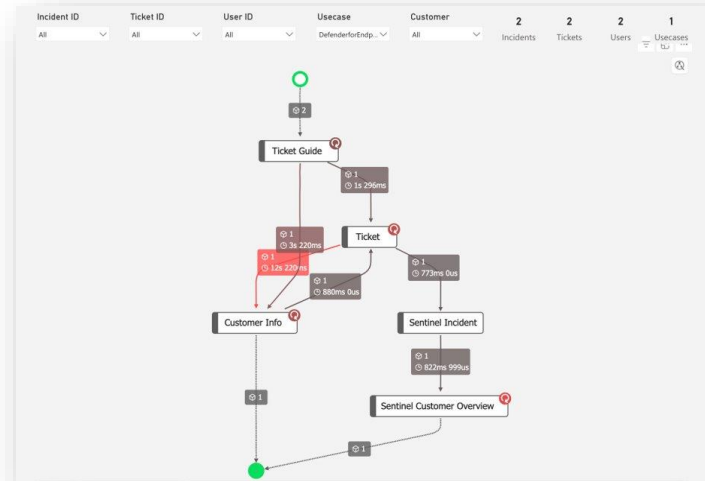 Incident ID Ticket ID User ID Usecase Customer 2 2 2 1
All All All DefenderforEndp... All Incidents Tickets Users Usecases
2
Ticket Guide
1
1s 296ms
1
3s 220ms
Ticket
1
12s 220ms
1
773ms 0us
1
880ms 0us
Customer Info
Sentinel Incident
1
822ms 999us
1
Sentinel Customer Overview
1